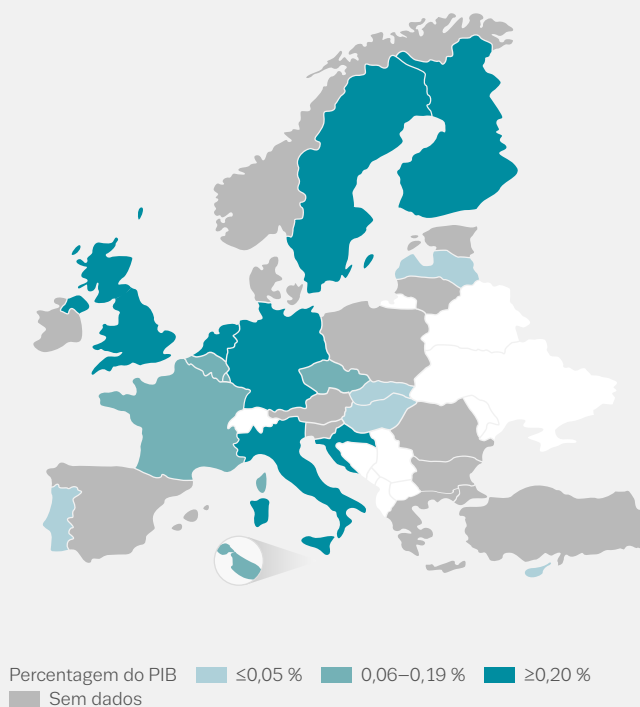 Percentagem do PIB ≤0,05 % 0,06–0,19 % ≥0,20 %
Sem dados